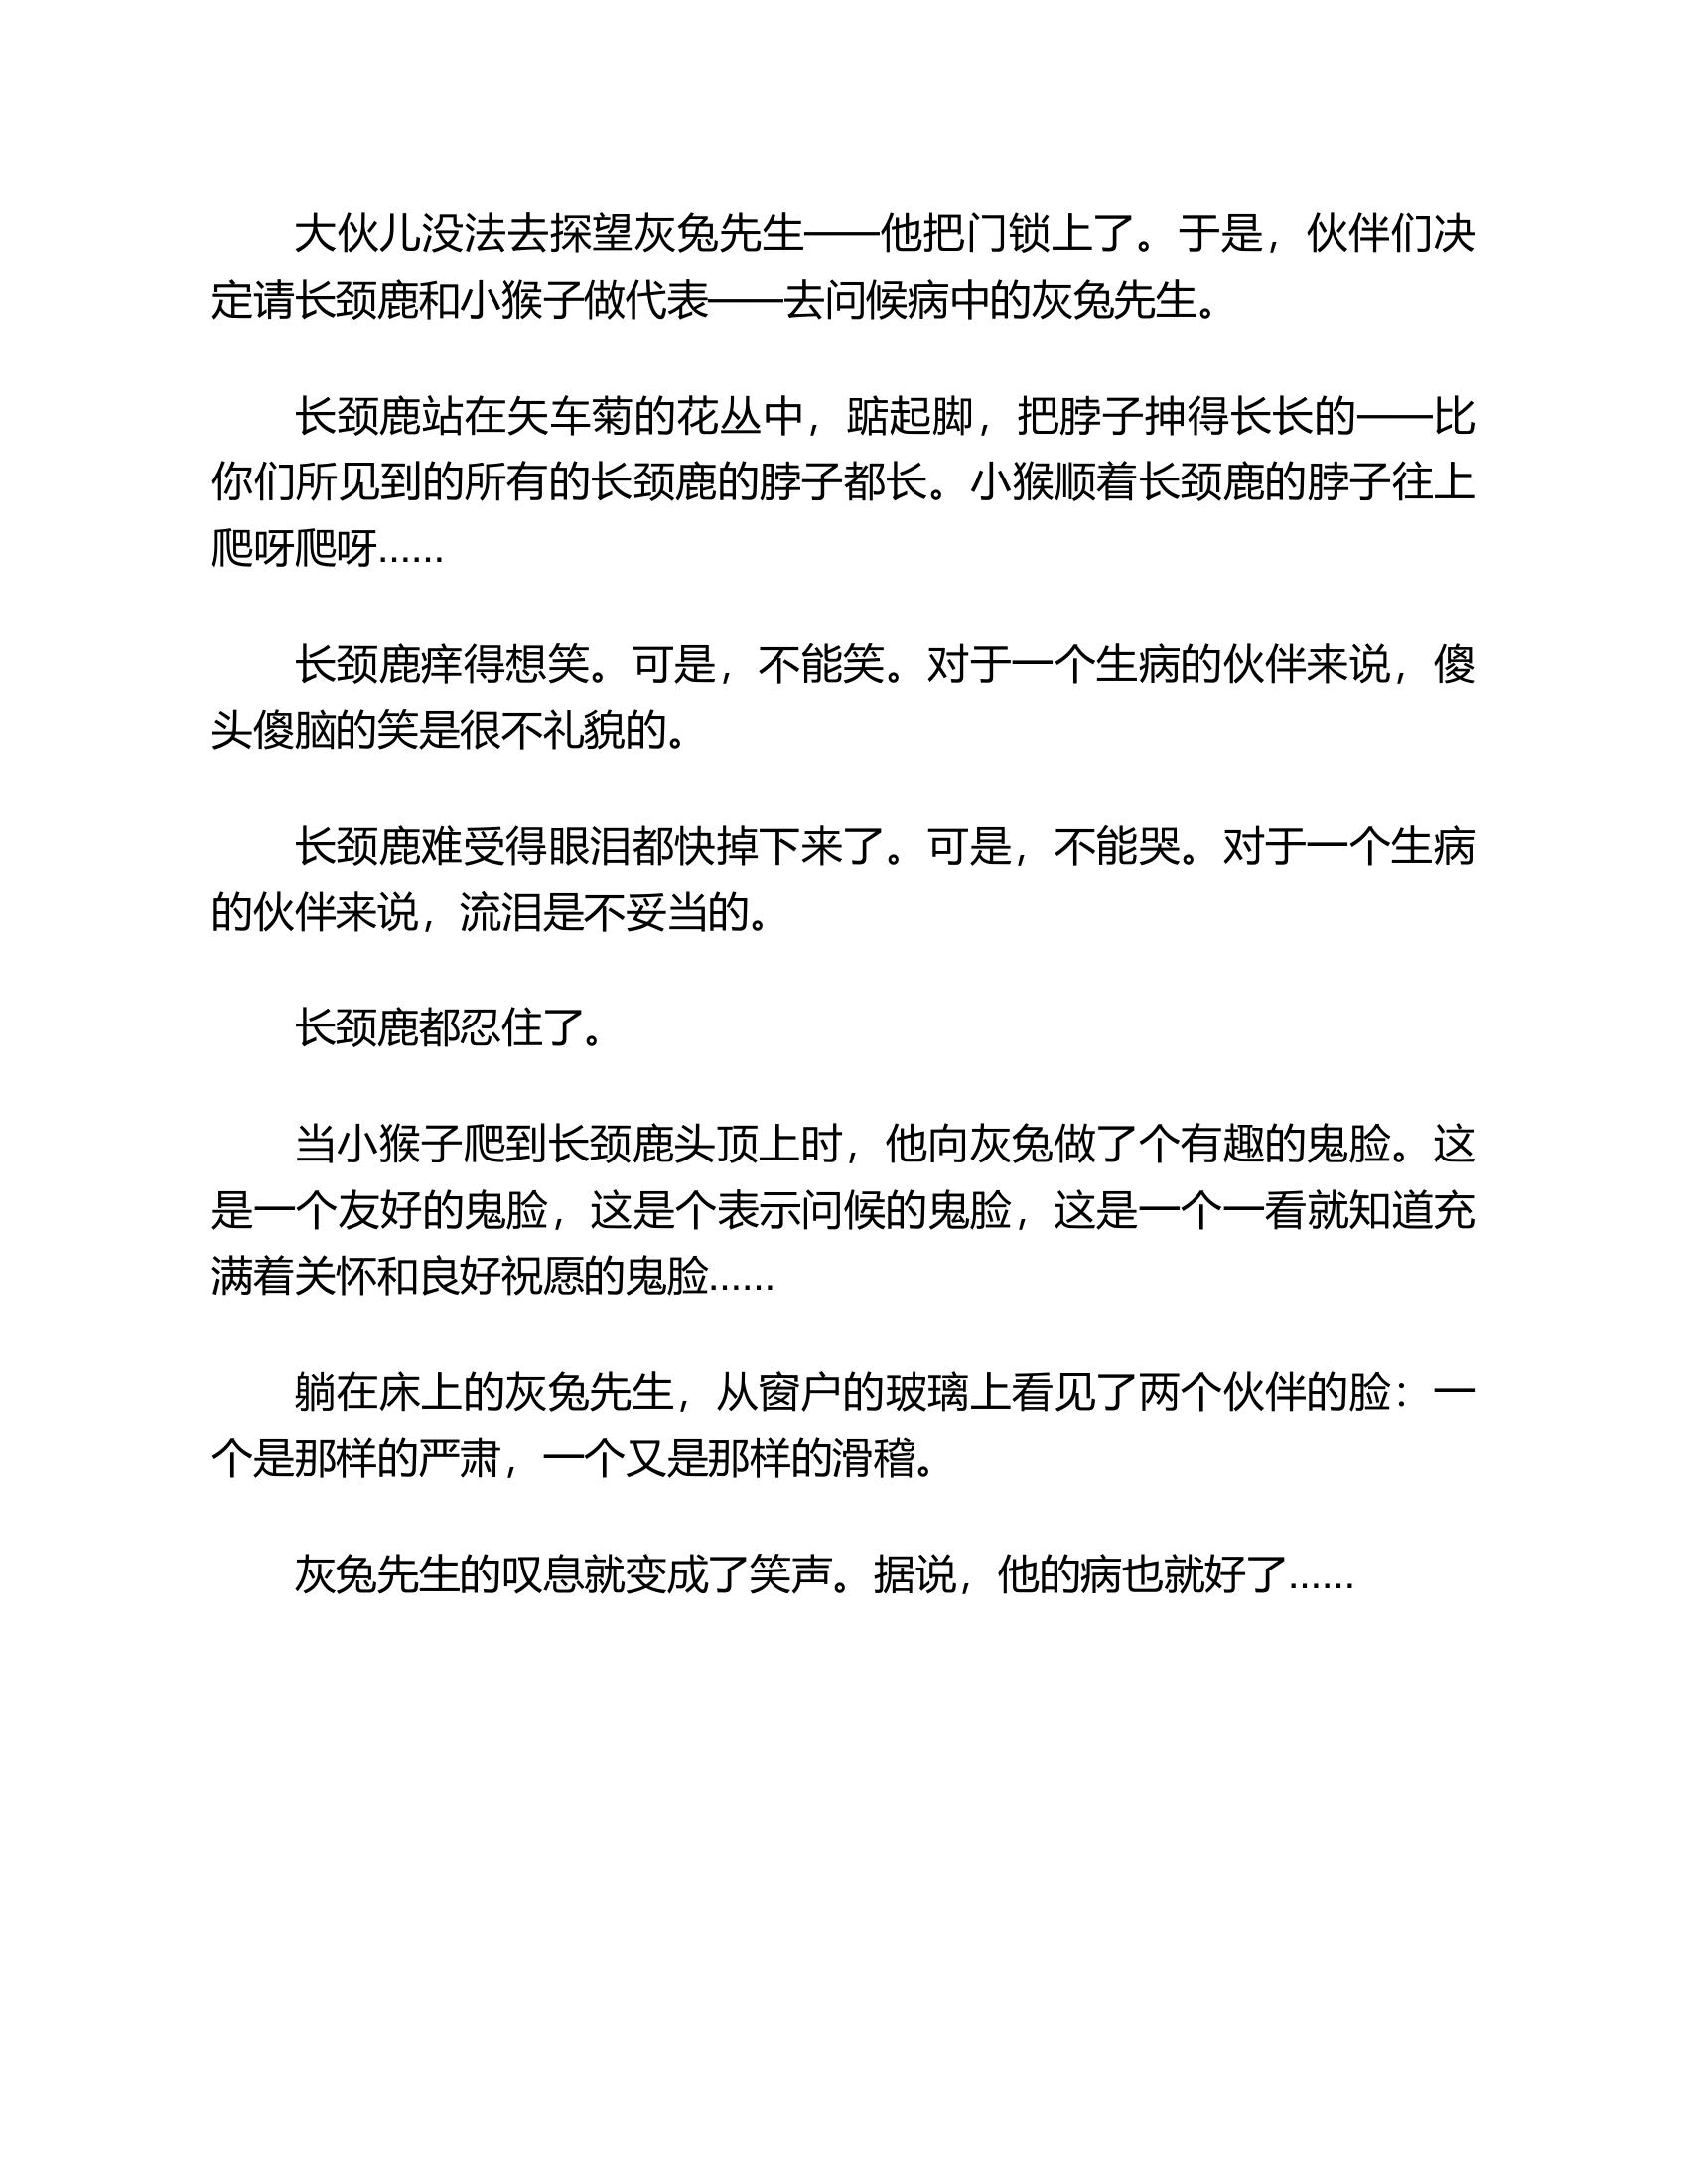 大伙儿没法去探望灰兔先生——他把门锁上了。于是，伙伴们决
定请长颈鹿和小猴子做代表——去问候病中的灰兔先生。
长颈鹿站在矢车菊的花丛中，踮起脚，把脖子抻得长长的——比
你们所见到的所有的长颈鹿的脖子都长。小猴顺着长颈鹿的脖子往上
爬呀爬呀……
长颈鹿痒得想笑。可是，不能笑。对于一个生病的伙伴来说，傻
头傻脑的笑是很不礼貌的。
长颈鹿难受得眼泪都快掉下来了。可是，不能哭。对于一个生病
的伙伴来说，流泪是不妥当的。
长颈鹿都忍住了。
当小猴子爬到长颈鹿头顶上时，他向灰兔做了个有趣的鬼脸。这
是一个友好的鬼脸，这是个表示问候的鬼脸，这是一个一看就知道充
满着关怀和良好祝愿的鬼脸……
躺在床上的灰兔先生，从窗户的玻璃上看见了两个伙伴的脸：一
个是那样的严肃，一个又是那样的滑稽。
灰兔先生的叹息就变成了笑声。据说，他的病也就好了……